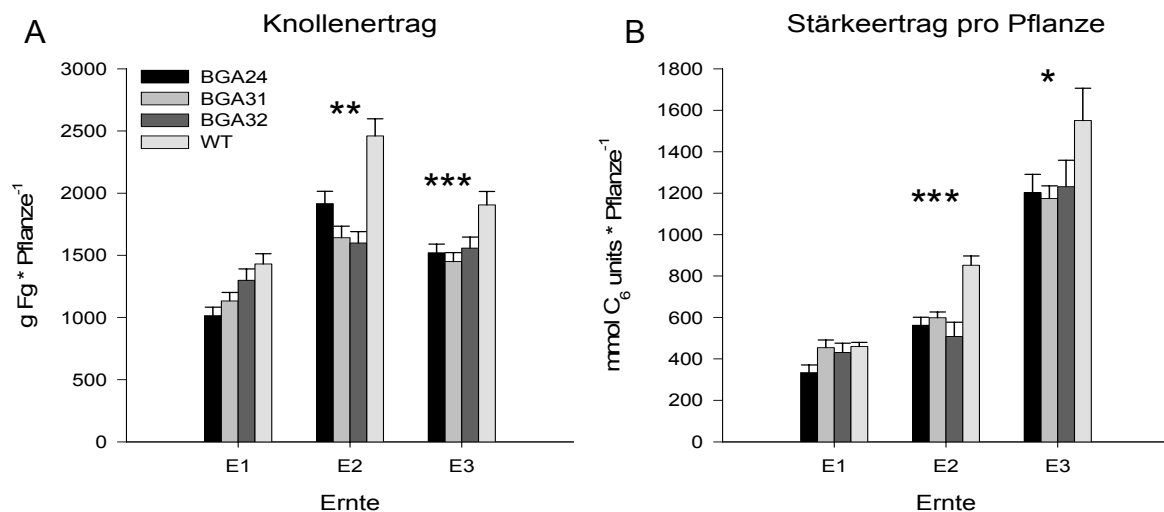 A
Knollenertrag
3000
2500
2000
1500
1000
500
0
g Fg * Pflanze⁻¹
BGA24
BGA31
BGA32
WT
**
***
E1 E2 E3
Ernte
B
Stärkeertrag pro Pflanze
1800
1600
1400
1200
1000
800
600
400
200
0
mmol C₆ units * Pflanze⁻¹
***
*
E1 E2 E3
Ernte